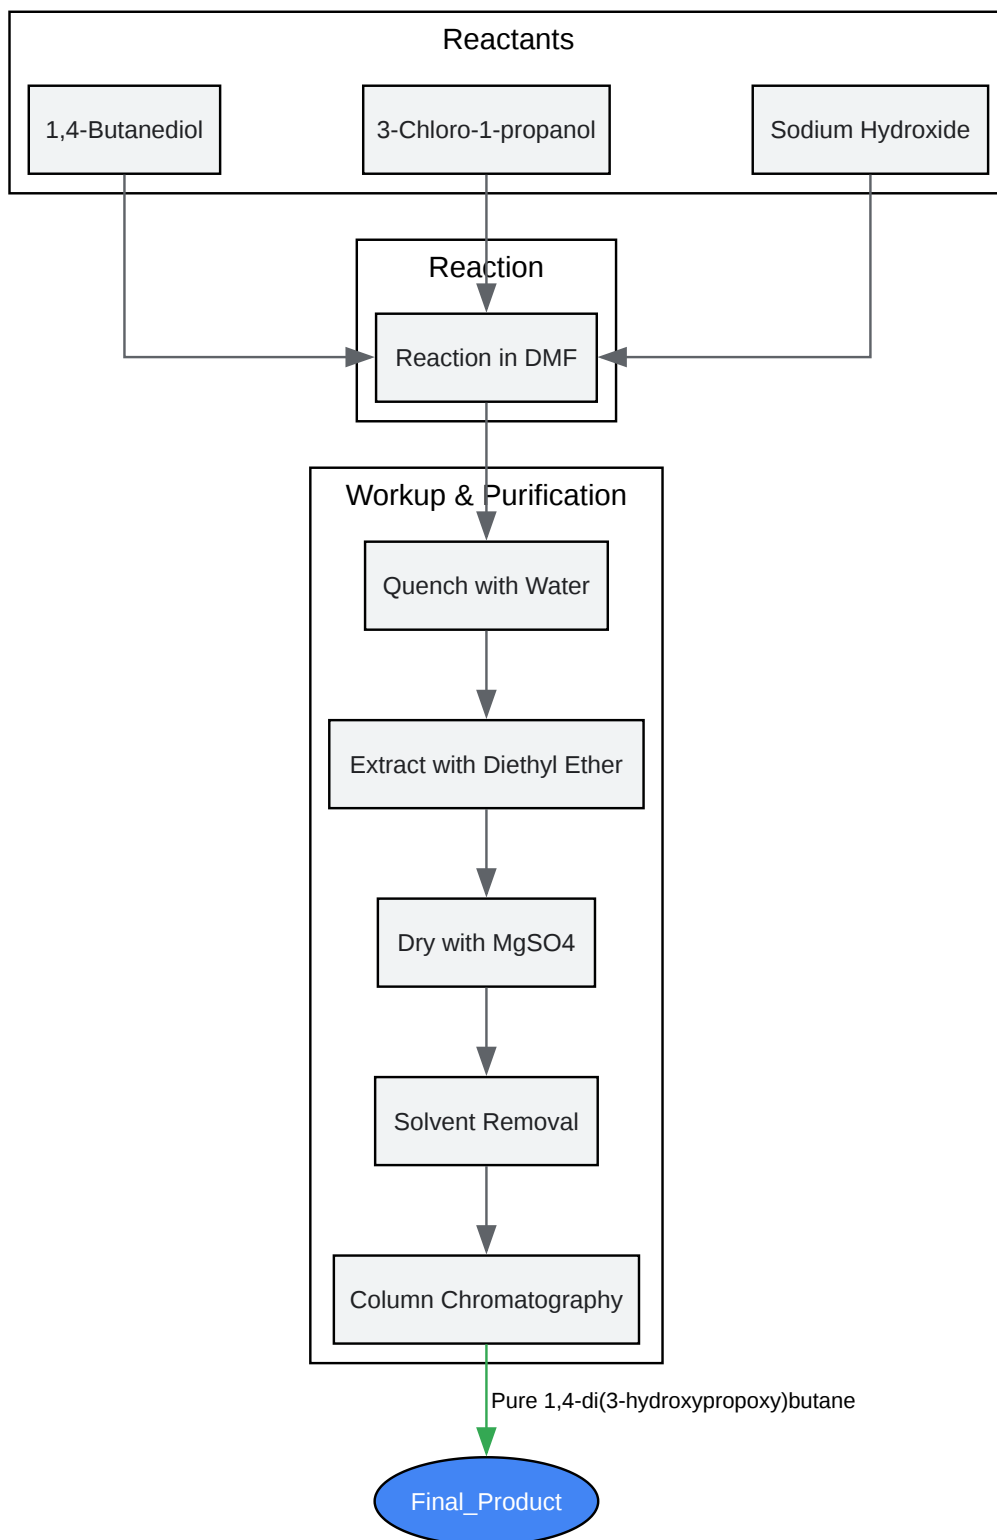 Reactants
1,4-Butanediol
3-Chloro-1-propanol
Sodium Hydroxide
Reaction
Reaction in DMF
Workup & Purification
Quench with Water
Extract with Diethyl Ether
Dry with MgSO4
Solvent Removal
Column Chromatography
Pure 1,4-di(3-hydroxypropoxy)butane
Final_Product